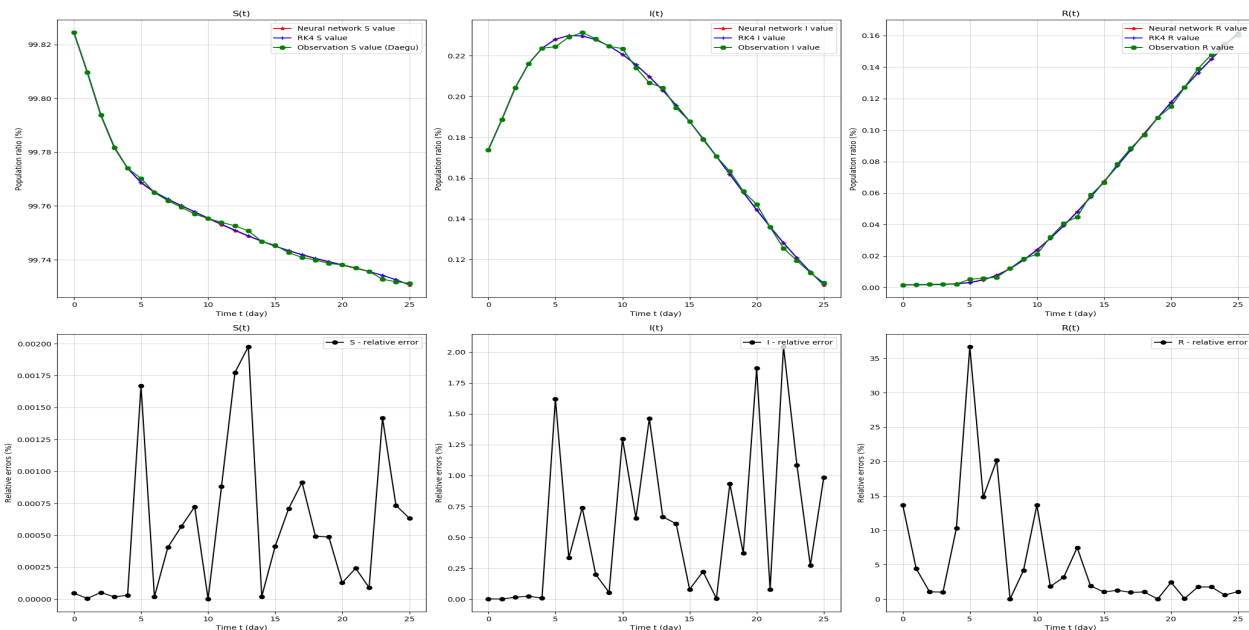 S(t)
Neural network S value
RK4 S value
Observation S value (Daegu)
Population ratio (%)
99.82
99.80
99.78
99.76
99.74
0 5 10 15 20 25
Time t (day)
I(t)
Neural network I value
RK4 I value
Observation I value
Population ratio (%)
0.22
0.20
0.18
0.16
0.14
0.12
0 5 10 15 20 25
Time t (day)
R(t)
Neural network R value
RK4 R value
Observation R value
Population ratio (%)
0.16
0.14
0.12
0.10
0.08
0.06
0.04
0.02
0.00
0 5 10 15 20 25
Time t (day)
S(t)
S - relative error
Relative errors (%)
0.00200
0.00175
0.00150
0.00125
0.00100
0.00075
0.00050
0.00025
0.00000
0 5 10 15 20 25
Time t (day)
I(t)
I - relative error
Relative errors (%)
2.00
1.75
1.50
1.25
1.00
0.75
0.50
0.25
0.00
0 5 10 15 20 25
Time t (day)
R(t)
R - relative error
Relative errors (%)
35
30
25
20
15
10
5
0
0 5 10 15 20 25
Time t (day)